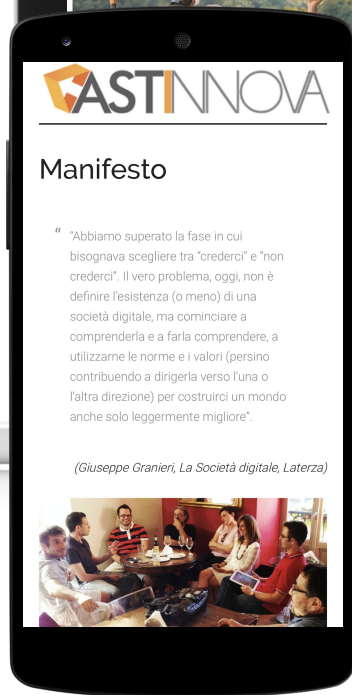 ASTINNOVA
Manifesto
“
“Abbiamo superato la fase in cui
bisognava scegliere tra “crederci” e “non
crederci”. Il vero problema, oggi, non è
definire l’esistenza (o meno) di una
società digitale, ma cominciare a
comprenderla e a farla comprendere, a
utilizzarne le norme e i valori (persino
contribuendo a dirigerla verso l’una o
l’altra direzione) per costruirci un mondo
anche solo leggermente migliore”.
(Giuseppe Granieri, La Società digitale, Laterza)